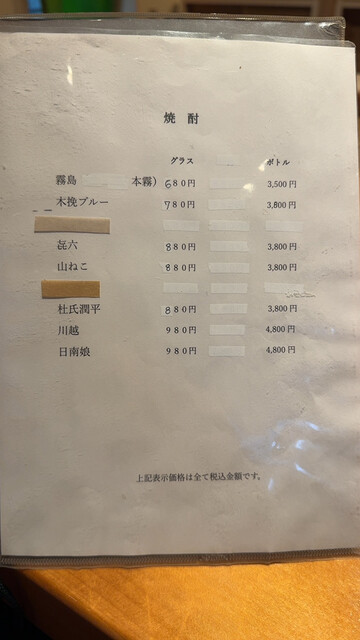 焼酎
グラス ボトル
霧島 本霧) 680円 3,500円
木挽ブルー 780円 3,800円
㐂六 880円 3,800円
山ねこ 880円 3,800円
杜氏潤平 880円 3,800円
川越 980円 4,800円
日南娘 980円 4,800円
上記表示価格は全て税込金額です。